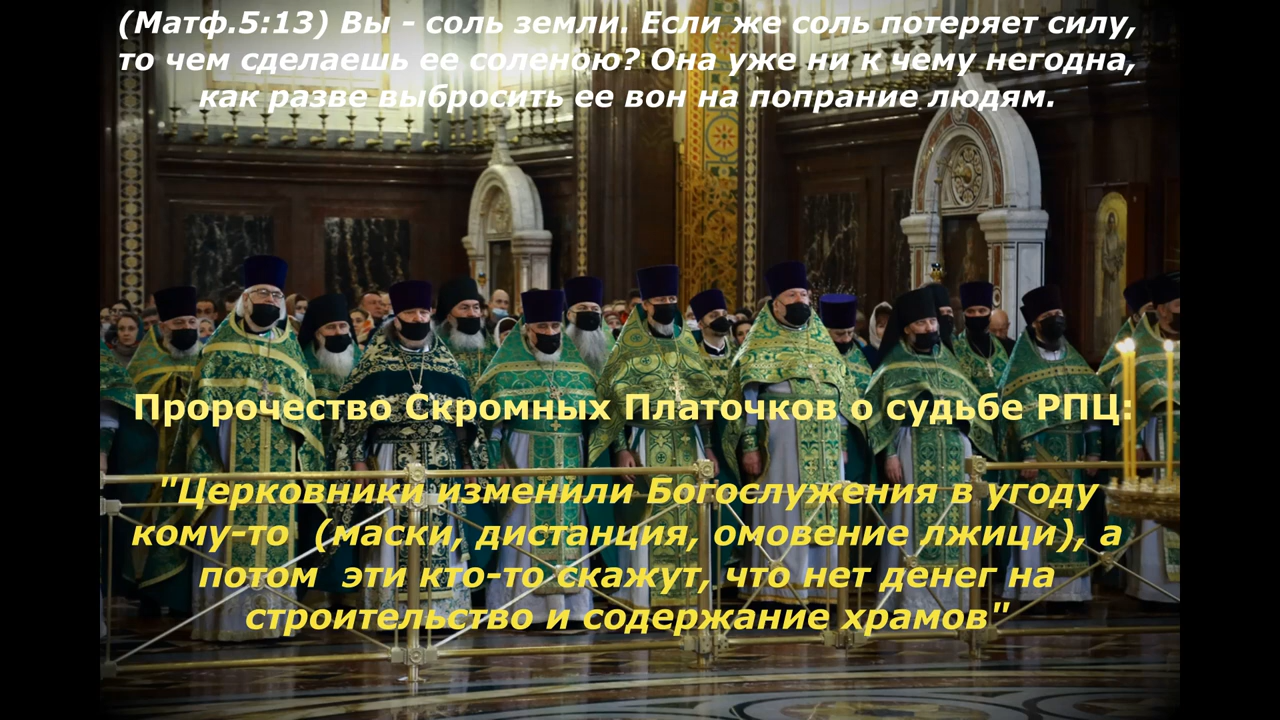 (Матф.5:13) Вы - соль земли. Если же соль потеряет силу,
то чем сделаешь ее соленою? Она уже ни к чему негодна,
как разве выбросить ее вон на попрание людям.
Пророчество Скромных Платочков о судьбе РПЦ:
"Церковники изменили Богослужения в угоду
кому-то (маски, дистанция, омовение лжици), а
потом эти кто-то скажут, что нет денег на
строительство и содержание храмов"